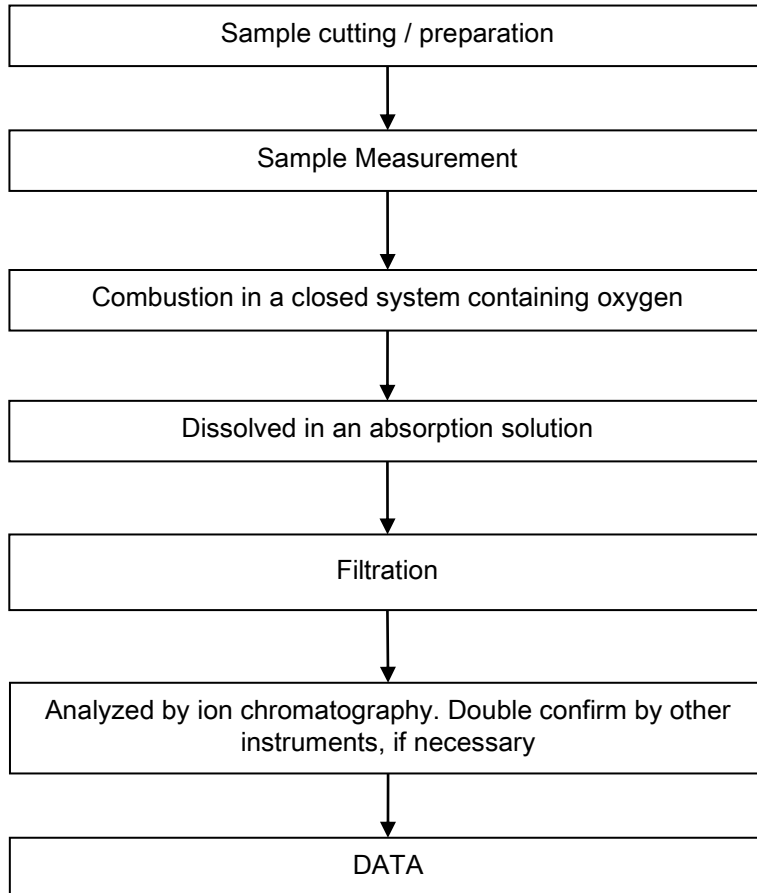 Sample cutting / preparation
Sample Measurement
Combustion in a closed system containing oxygen
Dissolved in an absorption solution
Filtration
Analyzed by ion chromatography. Double confirm by other
instruments, if necessary
DATA